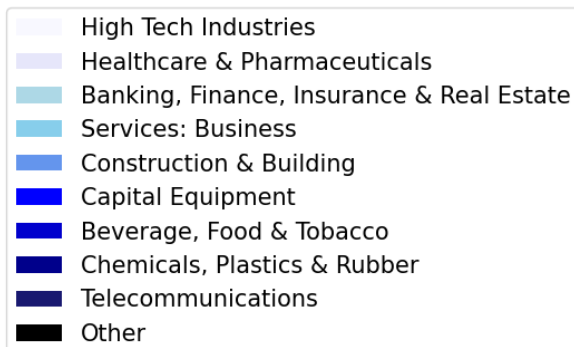 High Tech Industries
Healthcare & Pharmaceuticals
Banking, Finance, Insurance & Real Estate
Services: Business
Construction & Building
Capital Equipment
Beverage, Food & Tobacco
Chemicals, Plastics & Rubber
Telecommunications
Other